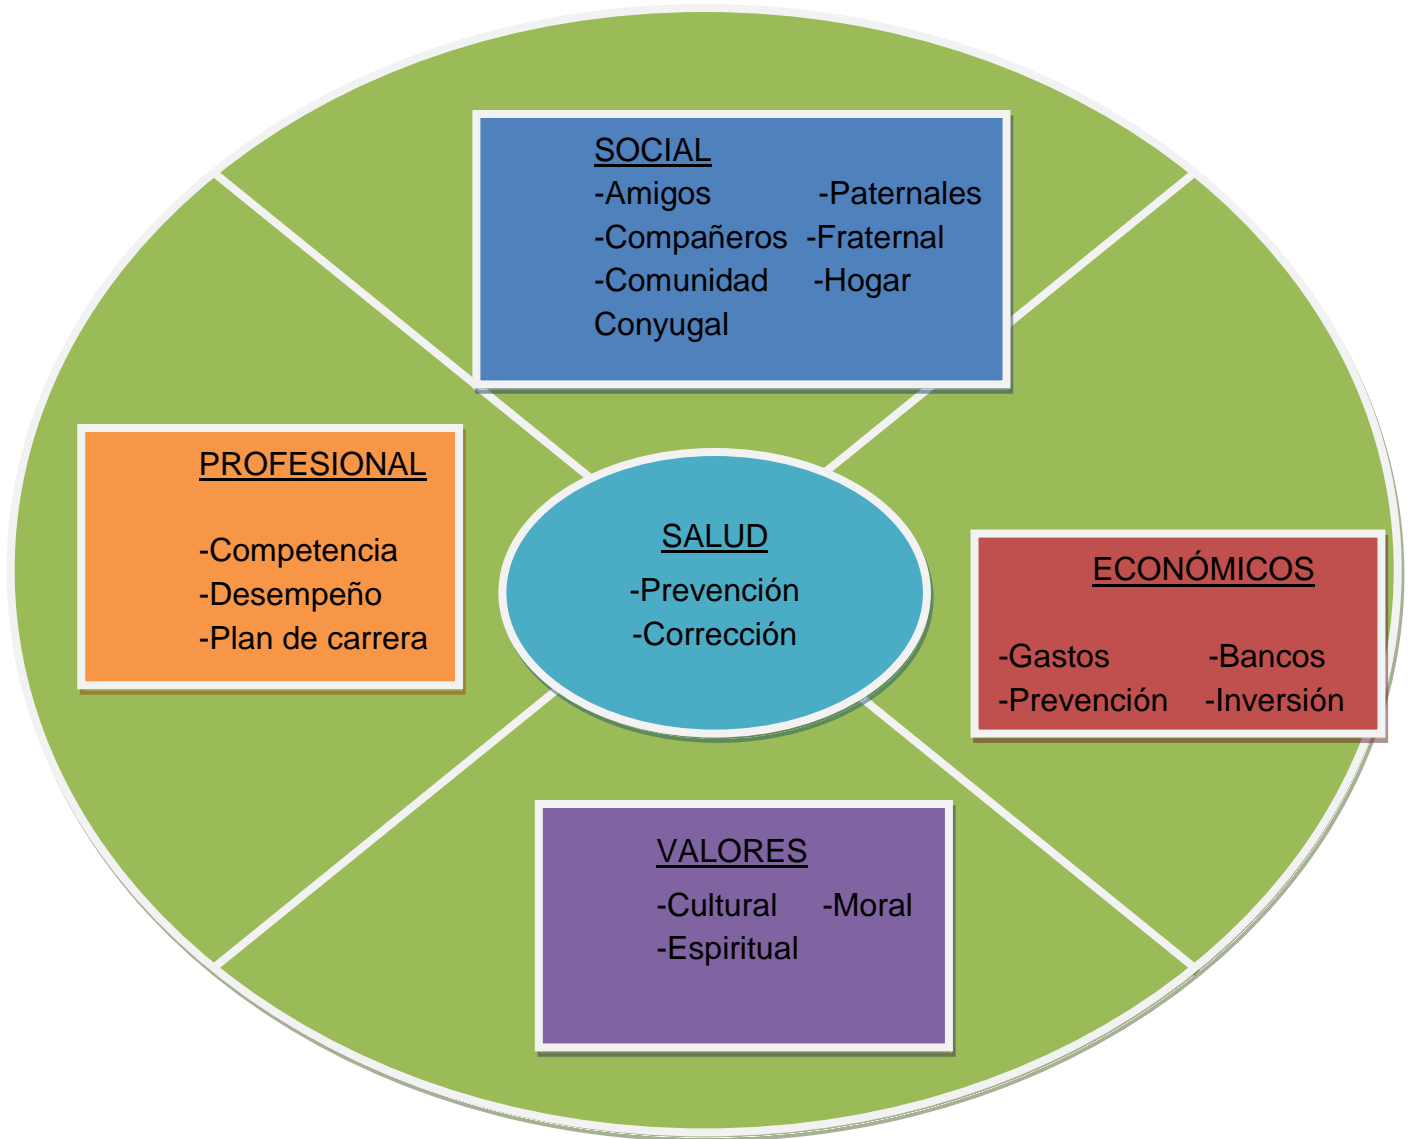 SOCIAL
-Amigos -Paternales
-Compañeros -Fraternal
-Comunidad -Hogar
Conyugal
PROFESIONAL
-Competencia
-Desempeño
-Plan de carrera
SALUD
-Prevención
-Corrección
ECONÓMICOS
-Gastos -Bancos
-Prevención -Inversión
VALORES
-Cultural -Moral
-Espiritual